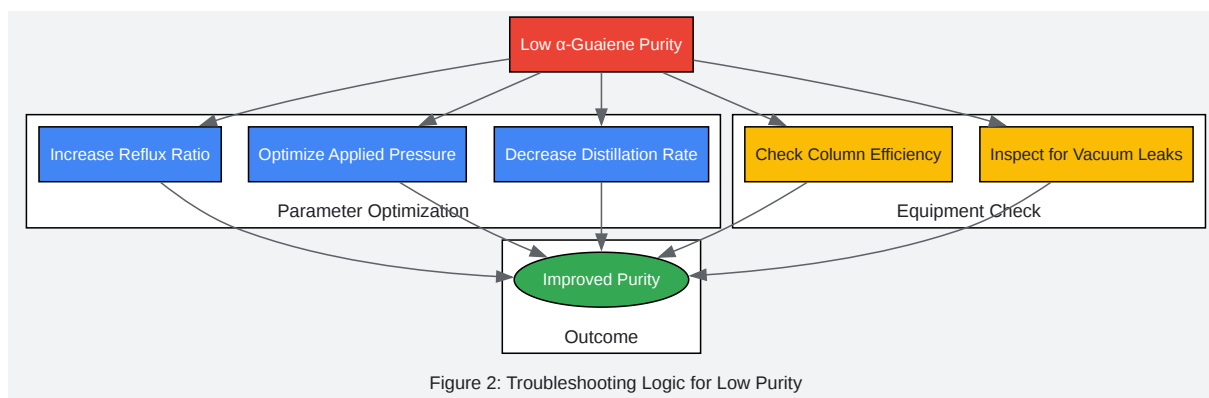 Low α-Guaiene Purity
Increase Reflux Ratio
Optimize Applied Pressure
Decrease Distillation Rate
Check Column Efficiency
Inspect for Vacuum Leaks
Parameter Optimization
Equipment Check
Improved Purity
Outcome
Figure 2: Troubleshooting Logic for Low Purity